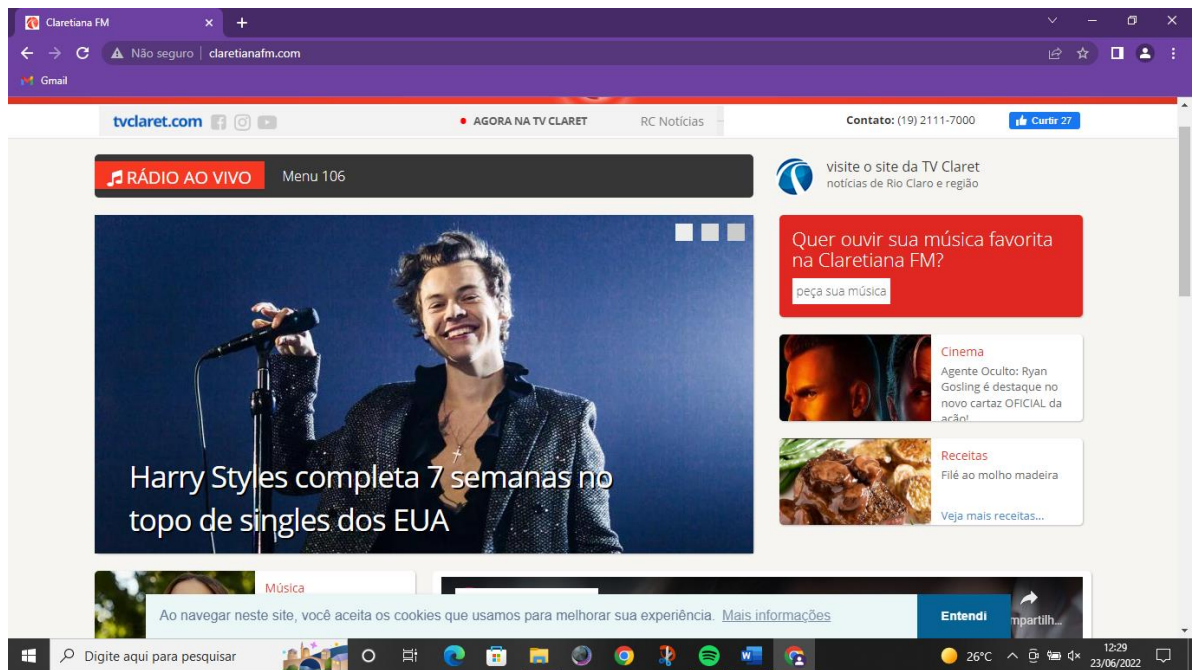 Claretiana FM
Não seguro
claretianafm.com
Gmail
tvclaret.com
AGORA NA TV CLARET
RC Notícias
Contato: (19) 2111-7000
Curtir 27
RÁDIO AO VIVO
Menu 106
visite o site da TV Claret
notícias de Rio Claro e região
Harry Styles completa 7 semanas no
topo de singles dos EUA
Quer ouvir sua música favorita
na Claretiana FM?
peça sua música
Cinema
Agente Oculto: Ryan
Gosling é destaque no
novo cartaz OFICIAL da
ação!
Receitas
Filé ao molho madeira
Veja mais receitas...
Música
Ao navegar neste site, você aceita os cookies que usamos para melhorar sua experiência. Mais informações
Entendi
mpartilh...
Digite aqui para pesquisar
26°C
12:29
23/06/2022